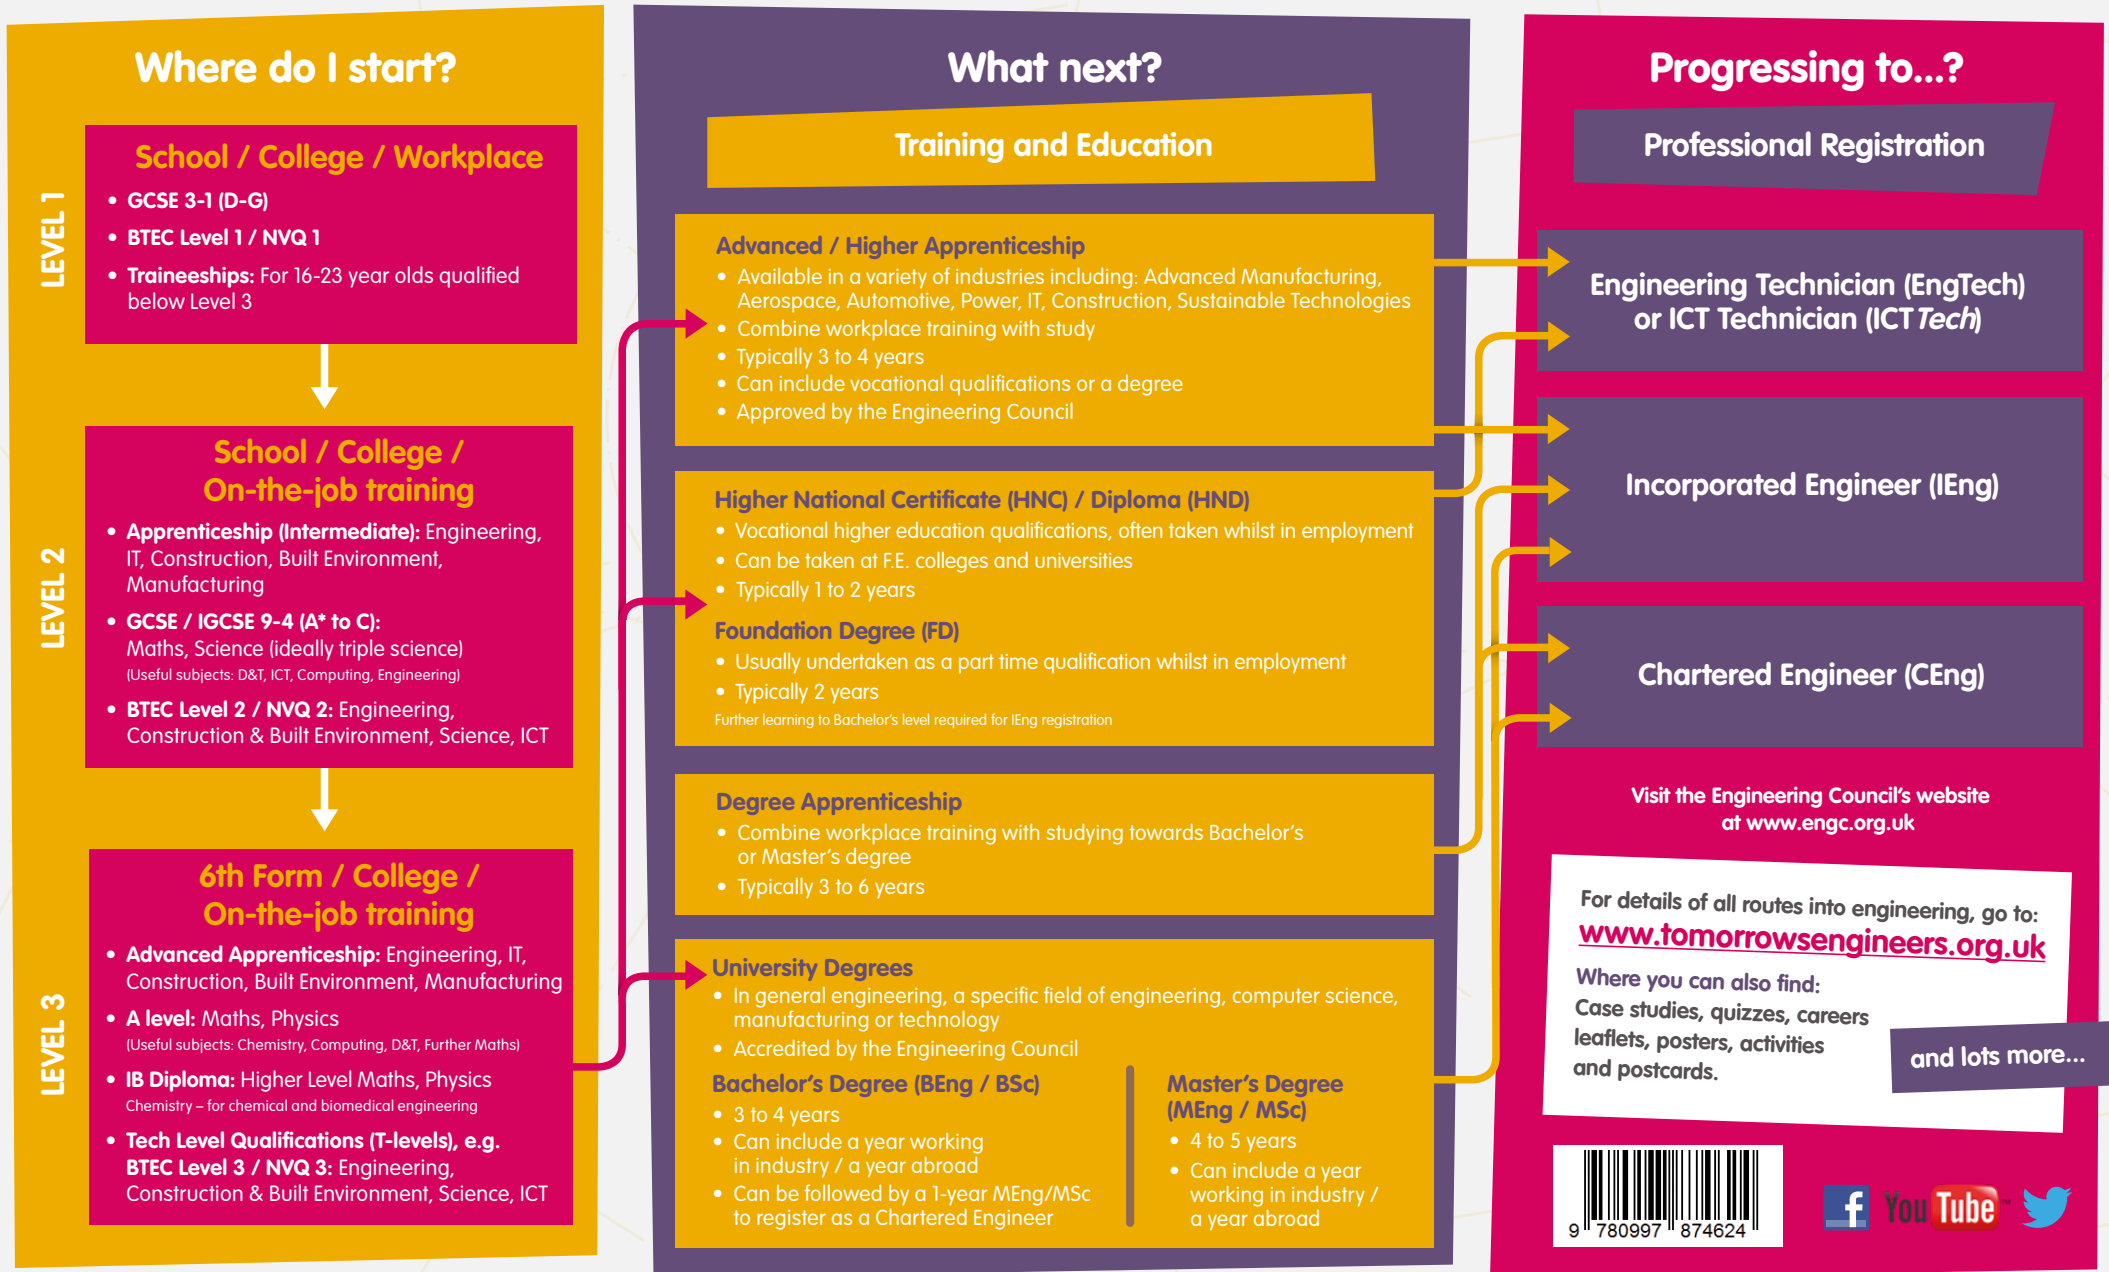 Where do I start?
LEVEL 1
School / College / Workplace
• GCSE 3-1 (D-G)
• BTEC Level 1 / NVQ 1
• Traineeships: For 16-23 year olds qualified
below Level 3
LEVEL 2
School / College /
On-the-job training
• Apprenticeship (Intermediate): Engineering,
IT, Construction, Built Environment,
Manufacturing
• GCSE / IGCSE 9-4 (A* to C):
Maths, Science (ideally triple science)
(Useful subjects: D&T, ICT, Computing, Engineering)
• BTEC Level 2 / NVQ 2: Engineering,
Construction & Built Environment, Science, ICT
LEVEL 3
6th Form / College /
On-the-job training
• Advanced Apprenticeship: Engineering, IT,
Construction, Built Environment, Manufacturing
• A level: Maths, Physics
(Useful subjects: Chemistry, Computing, D&T, Further Maths)
• IB Diploma: Higher Level Maths, Physics
Chemistry – for chemical and biomedical engineering
• Tech Level Qualifications (T-levels), e.g.
BTEC Level 3 / NVQ 3: Engineering,
Construction & Built Environment, Science, ICT
What next?
Training and Education
Advanced / Higher Apprenticeship
• Available in a variety of industries including: Advanced Manufacturing,
Aerospace, Automotive, Power, IT, Construction, Sustainable Technologies
• Combine workplace training with study
• Typically 3 to 4 years
• Can include vocational qualifications or a degree
• Approved by the Engineering Council
Higher National Certificate (HNC) / Diploma (HND)
• Vocational higher education qualifications, often taken whilst in employment
• Can be taken at F.E. colleges and universities
• Typically 1 to 2 years
Foundation Degree (FD)
• Usually undertaken as a part time qualification whilst in employment
• Typically 2 years
Further learning to Bachelor's level required for IEng registration
Degree Apprenticeship
• Combine workplace training with studying towards Bachelor's
or Master's degree
• Typically 3 to 6 years
University Degrees
• In general engineering, a specific field of engineering, computer science,
manufacturing or technology
• Accredited by the Engineering Council
Bachelor's Degree (BEng / BSc)
• 3 to 4 years
• Can include a year working
in industry / a year abroad
• Can be followed by a 1-year MEng/MSc
to register as a Chartered Engineer
Master's Degree
(MEng / MSc)
• 4 to 5 years
• Can include a year
working in industry /
a year abroad
Progressing to...?
Professional Registration
Engineering Technician (EngTech)
or ICT Technician (ICTTech)
Incorporated Engineer (IEng)
Chartered Engineer (CEng)
Visit the Engineering Council's website
at www.engc.org.uk
For details of all routes into engineering, go to:
www.tomorrowsengineers.org.uk
Where you can also find:
Case studies, quizzes, careers
leaflets, posters, activities
and postcards.
and lots more...
9 780997 874624
f
YouTube